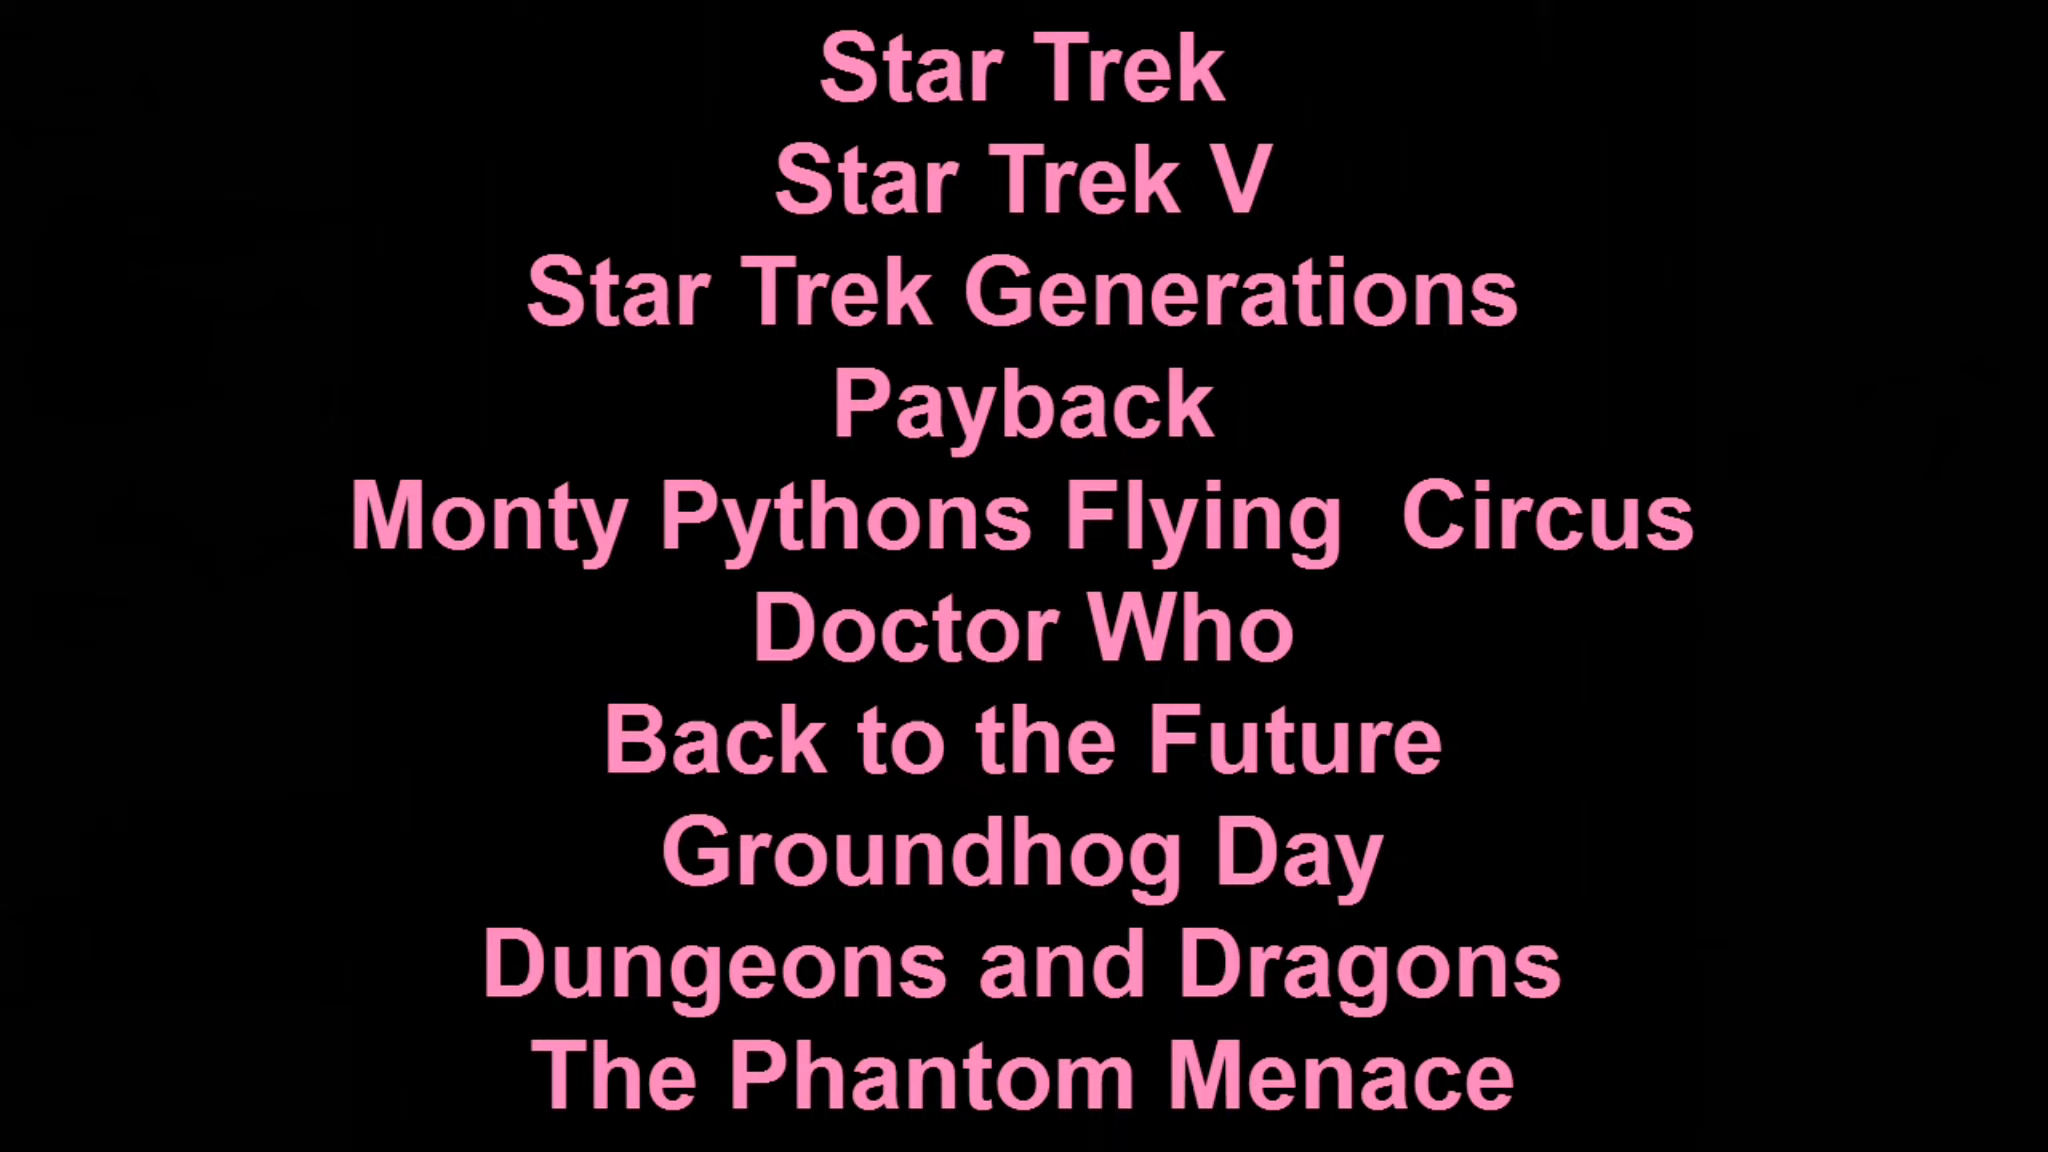 Star Trek
Star Trek V
Star Trek Generations
Payback
Monty Pythons Flying  Circus
Doctor Who
Back to the Future
Groundhog Day
Dungeons and Dragons
The Phantom Menace